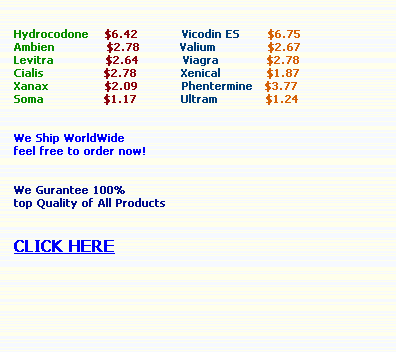 Hydrocodone $6.42 Vicodin ES $6.75
Ambien $2.78 Valium $2.67
Levitra $2.64 Viagra $2.78
Cialis $2.78 Xenical $1.87
Xanax $2.09 Phentermine $3.77
Soma $1.17 Ultram $1.24
We Ship WorldWide
feel free to order now!
We Gurantee 100%
top Quality of All Products
CLICK HERE